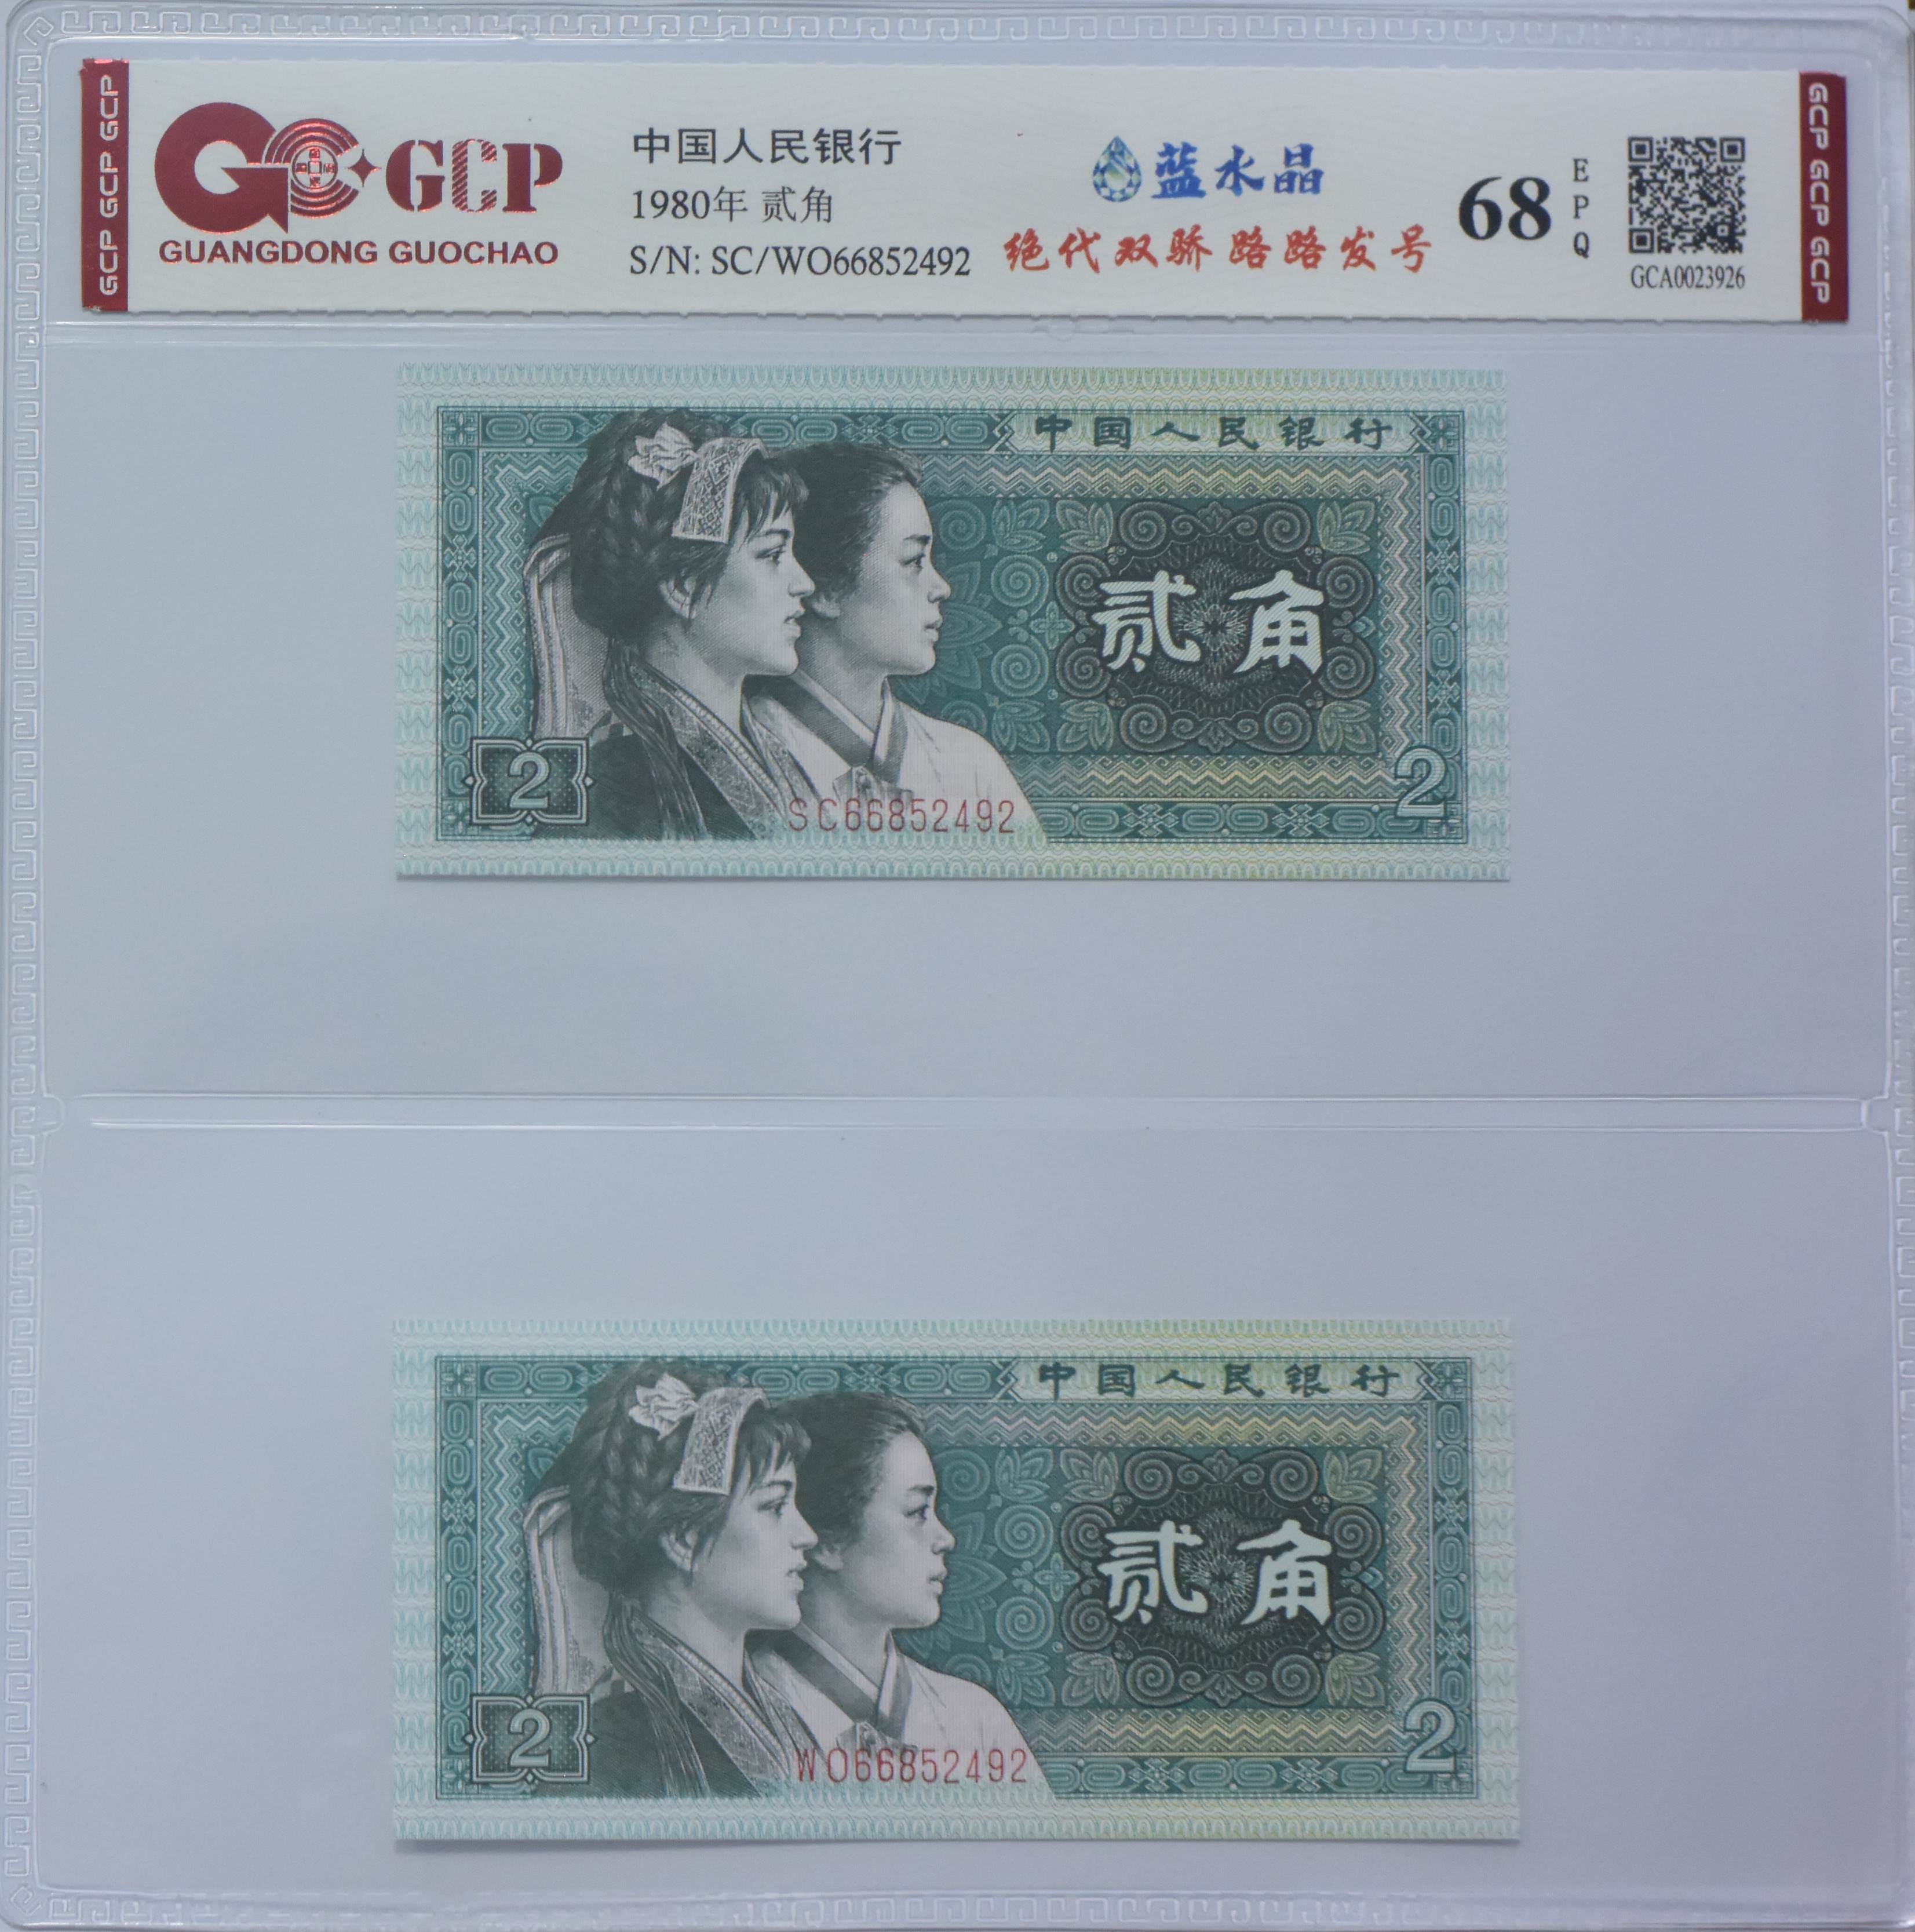 GCP GCP GCP
GCP
GUANGDONG GUOCHAO
中国人民银行
1980年 贰角
S/N: SC/WO66852492
蓝水晶
绝代双骄 路路发号
68
EPQ
GCA0023926
GCP GCP GCP
中国人民银行
贰角
2
SC66852492
2
中国人民银行
贰角
2
WO66852492
2